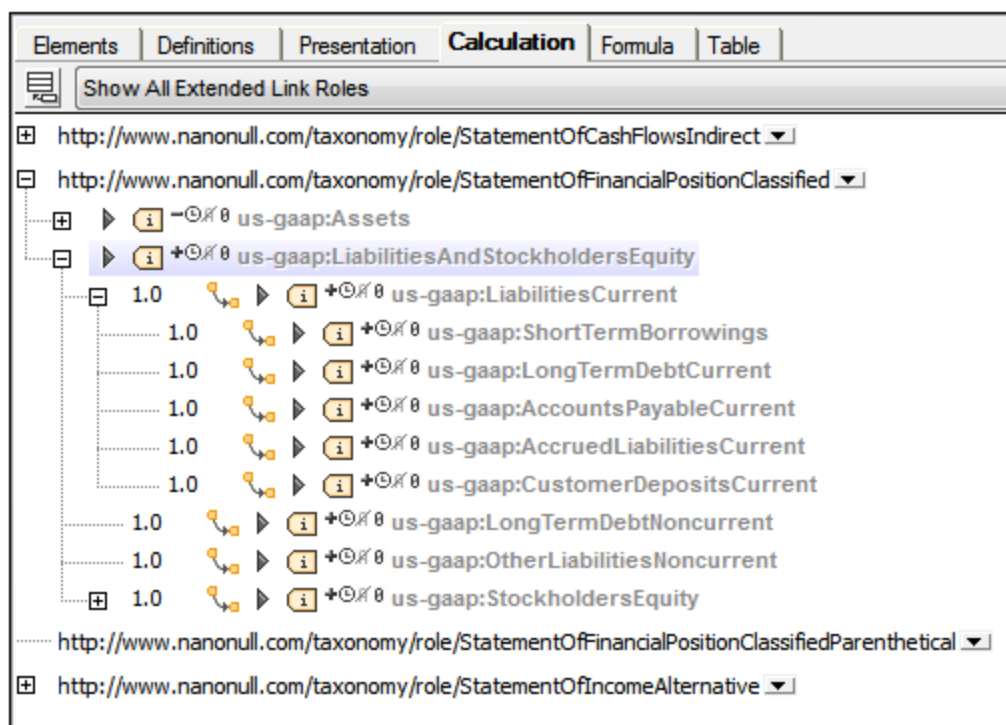 Elements Definitions Presentation Calculation Formula Table
Show All Extended Link Roles
http://www.nanonull.com/taxonomy/role/StatementOfCashFlowsIndirect
http://www.nanonull.com/taxonomy/role/StatementOfFinancialPositionClassified
us-gaap:Assets
us-gaap:LiabilitiesAndStockholdersEquity
1.0 us-gaap:LiabilitiesCurrent
1.0 us-gaap:ShortTermBorrowings
1.0 us-gaap:LongTermDebtCurrent
1.0 us-gaap:AccountsPayableCurrent
1.0 us-gaap:AccruedLiabilitiesCurrent
1.0 us-gaap:CustomerDepositsCurrent
1.0 us-gaap:LongTermDebtNoncurrent
1.0 us-gaap:OtherLiabilitiesNoncurrent
1.0 us-gaap:StockholdersEquity
http://www.nanonull.com/taxonomy/role/StatementOfFinancialPositionClassifiedParenthetical
http://www.nanonull.com/taxonomy/role/StatementOfIncomeAlternative